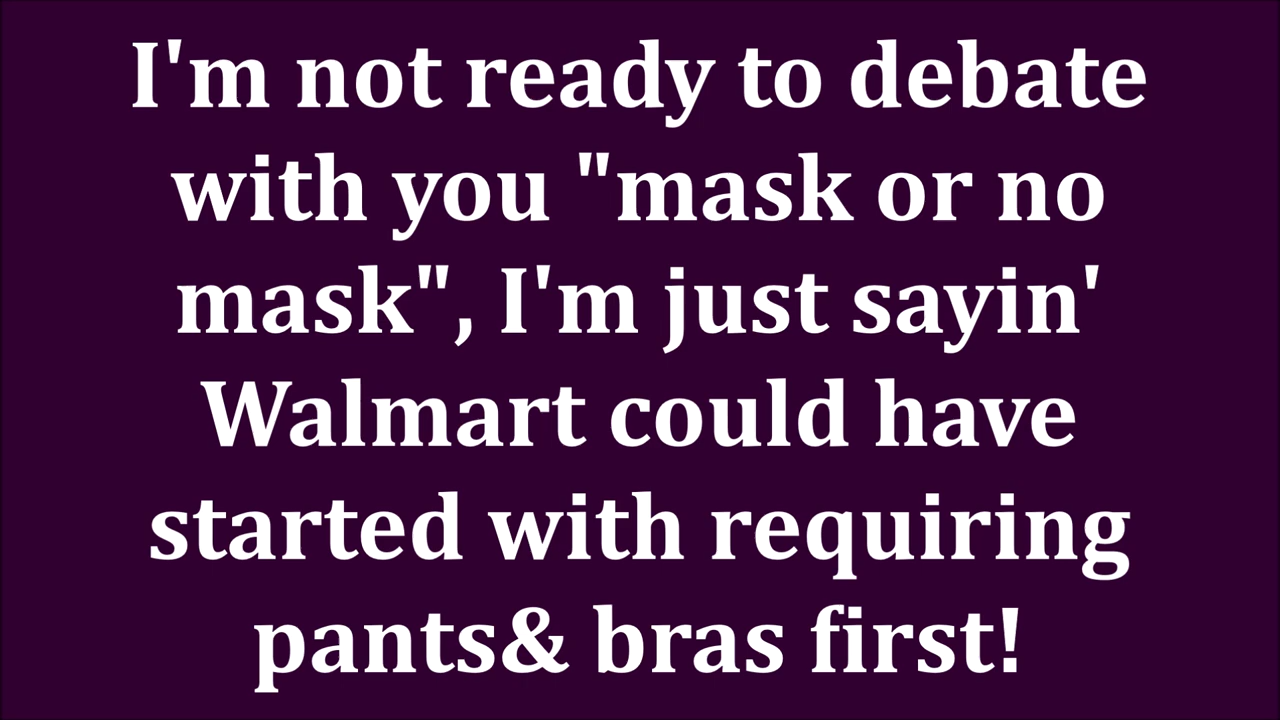 I'm not ready to debate
with you "mask or no
mask", I'm just sayin'
Walmart could have
started with requiring
pants& bras first!